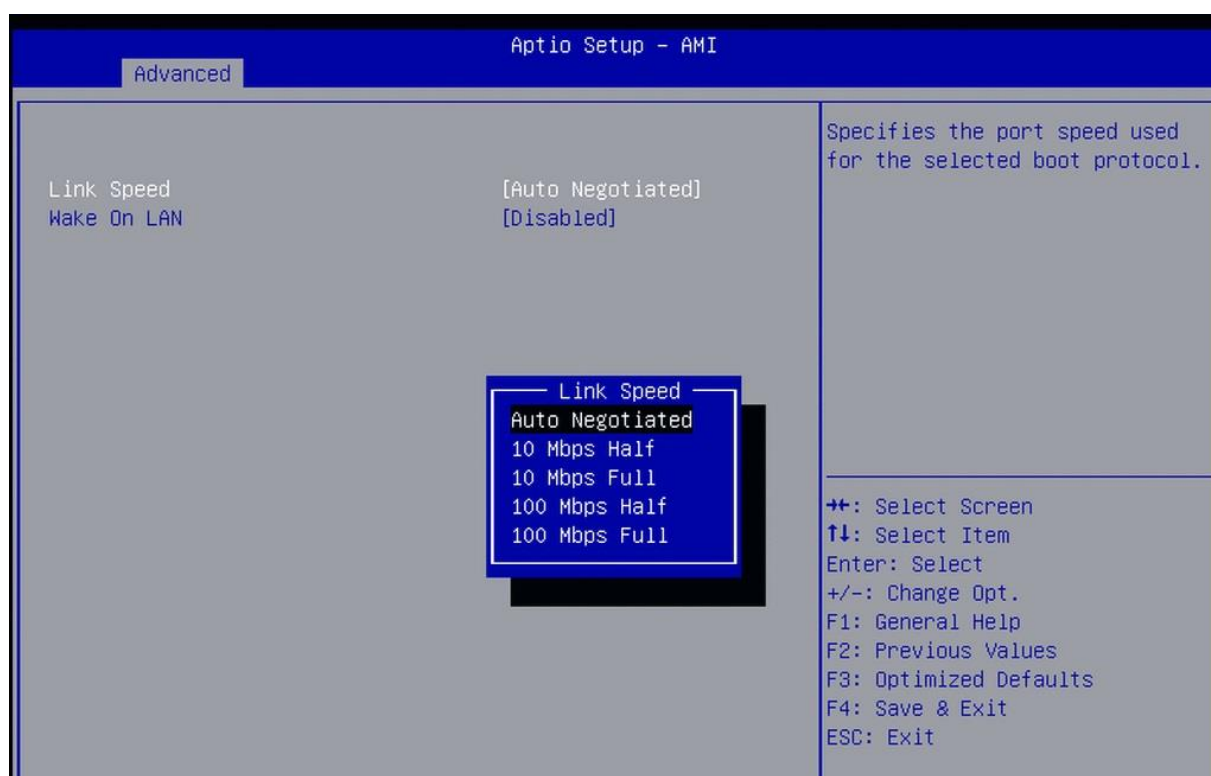 Aptio Setup – AMI
Advanced
Link Speed [Auto Negotiated]
Wake On LAN [Disabled]
Specifies the port speed used
for the selected boot protocol.
Link Speed
Auto Negotiated
10 Mbps Half
10 Mbps Full
100 Mbps Half
100 Mbps Full
→←: Select Screen
↑↓: Select Item
Enter: Select
+/-: Change Opt.
F1: General Help
F2: Previous Values
F3: Optimized Defaults
F4: Save & Exit
ESC: Exit